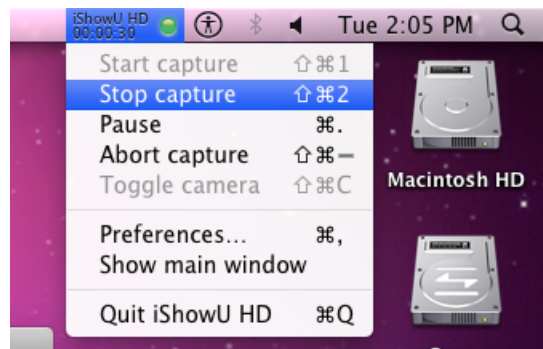 iShowU HD
00:00:30
Tue 2:05 PM
Start capture ⇧⌘1
Stop capture ⇧⌘2
Pause ⌘.
Abort capture ⇧⌘−
Toggle camera ⇧⌘C
Macintosh HD
Preferences... ⌘,
Show main window
Quit iShowU HD ⌘Q